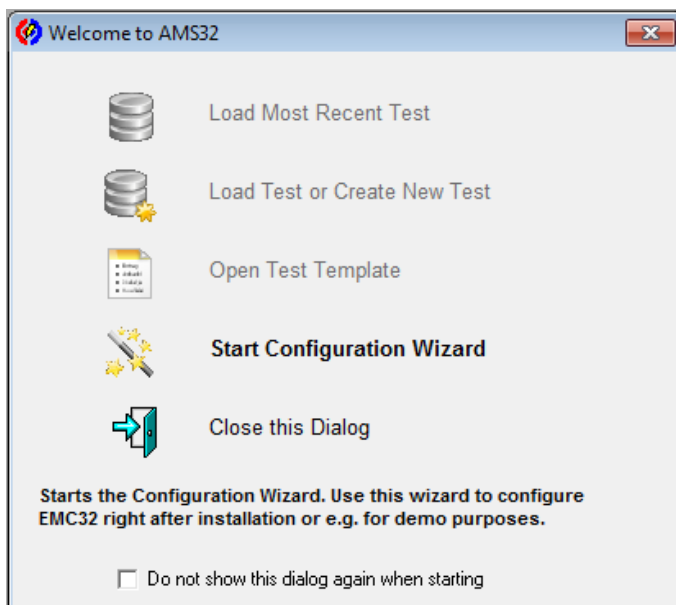 Welcome to AMS32
Load Most Recent Test
Load Test or Create New Test
Open Test Template
Start Configuration Wizard
Close this Dialog
Starts the Configuration Wizard. Use this wizard to configure
EMC32 right after installation or e.g. for demo purposes.
Do not show this dialog again when starting